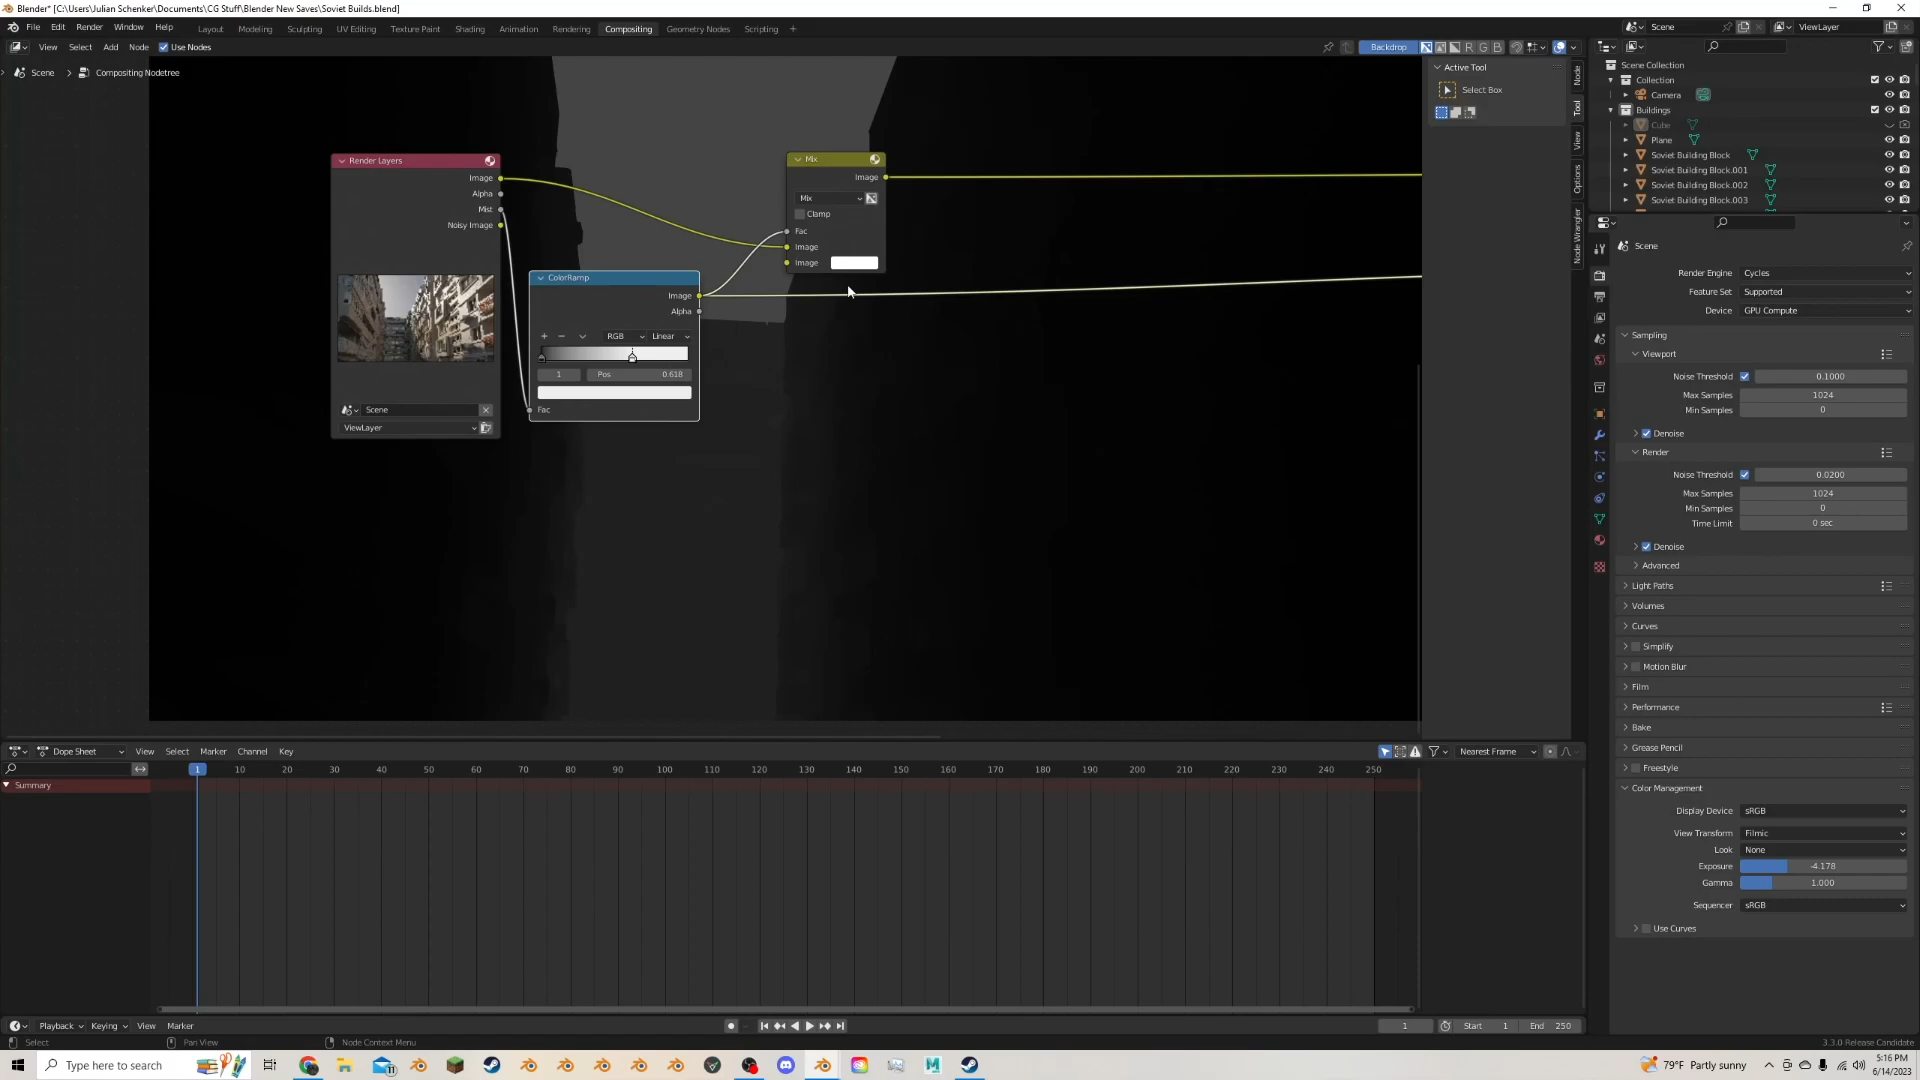 Blender* [C:\Users\Julian Schenker\Documents\CG Stuff\Blender New Saves\Soviet Builds.blend]
File Edit Render Window Help Layout Modeling Sculpting UV Editing Texture Paint Shading Animation Rendering Compositing Geometry Nodes Scripting + Scene ViewLayer
View Select Add Node Use Nodes Backdrop R G B
Scene > Compositing Nodetree
Active Tool
Select Box
Node
Tool
View
Options
Node Wrangler
Scene Collection
Collection
Camera
Buildings
Cube
Plane
Soviet Building Block
Soviet Building Block.001
Soviet Building Block.002
Soviet Building Block.003
Render Layers
Image
Alpha
Mist
Noisy Image
Scene
ViewLayer
ColorRamp
Image
Alpha
RGB Linear
1 Pos 0.618
Fac
Mix
Image
Mix
Clamp
Fac
Image
Image
Scene
Render Engine Cycles
Feature Set Supported
Device GPU Compute
Sampling
Viewport
Noise Threshold 0.1000
Max Samples 1024
Min Samples 0
Denoise
Render
Noise Threshold 0.0200
Max Samples 1024
Min Samples 0
Time Limit 0 sec
Denoise
Advanced
Light Paths
Volumes
Curves
Simplify
Motion Blur
Film
Performance
Bake
Grease Pencil
Freestyle
Color Management
Display Device sRGB
View Transform Filmic
Look None
Exposure -4.178
Gamma 1.000
Sequencer sRGB
Use Curves
Dope Sheet View Select Marker Channel Key Nearest Frame
1 10 20 30 40 50 60 70 80 90 100 110 120 130 140 150 160 170 180 190 200 210 220 230 240 250
Summary
Playback Keying View Marker 1 Start 1 End 250
Select Pan View Node Context Menu 3.3.0 Release Candidate
Type here to search 11 79°F Partly sunny 5:16 PM
6/14/2023